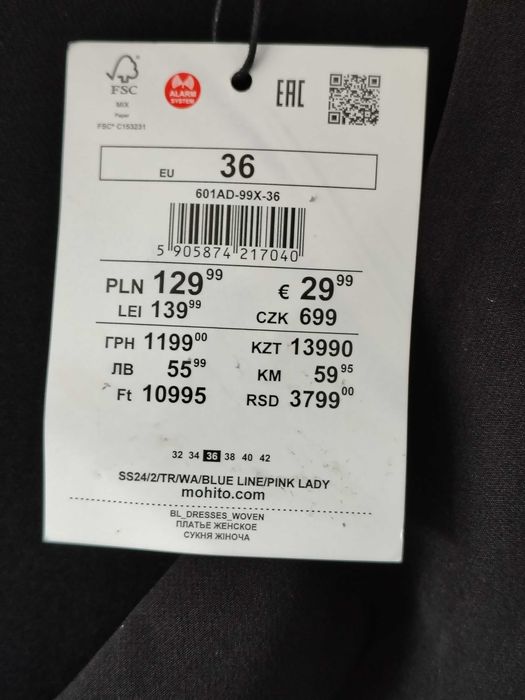 FSC
MIX
Paper
FSC® C153231
ALARM
SYSTEM
EAC
EU 36
601AD-99X-36
5 905874 217040
PLN 129⁹⁹ € 29⁹⁹
LEI 139⁹⁹ CZK 699
ГРН 1199⁰⁰ KZT 13990
ЛВ 55⁹⁹ KM 59⁹⁵
Ft 10995 RSD 3799⁰⁰
32 34 36 38 40 42
SS24/2/TR/WA/BLUE LINE/PINK LADY
mohito.com
BL_DRESSES_WOVEN
ПЛАТЬЕ ЖЕНСКОЕ
СУКНЯ ЖІНОЧА